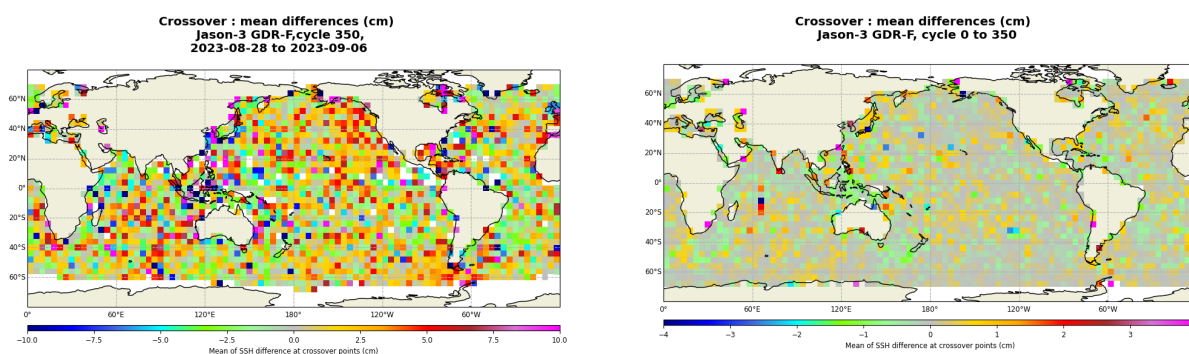 Crossover : mean differences (cm)
Jason-3 GDR-F,cycle 350,
2023-08-28 to 2023-09-06
60°N
40°N
20°N
0°
20°S
40°S
60°S
0° 60°E 120°E 180° 120°W 60°W
−10.0 −7.5 −5.0 −2.5 0.0 2.5 5.0 7.5 10.0
Mean of SSH difference at crossover points (cm)
Crossover : mean differences (cm)
Jason-3 GDR-F, cycle 0 to 350
60°N
40°N
20°N
0°
20°S
40°S
60°S
0° 60°E 120°E 180° 120°W 60°W
−4 −3 −2 −1 0 1 2 3
Mean of SSH difference at crossover points (cm)